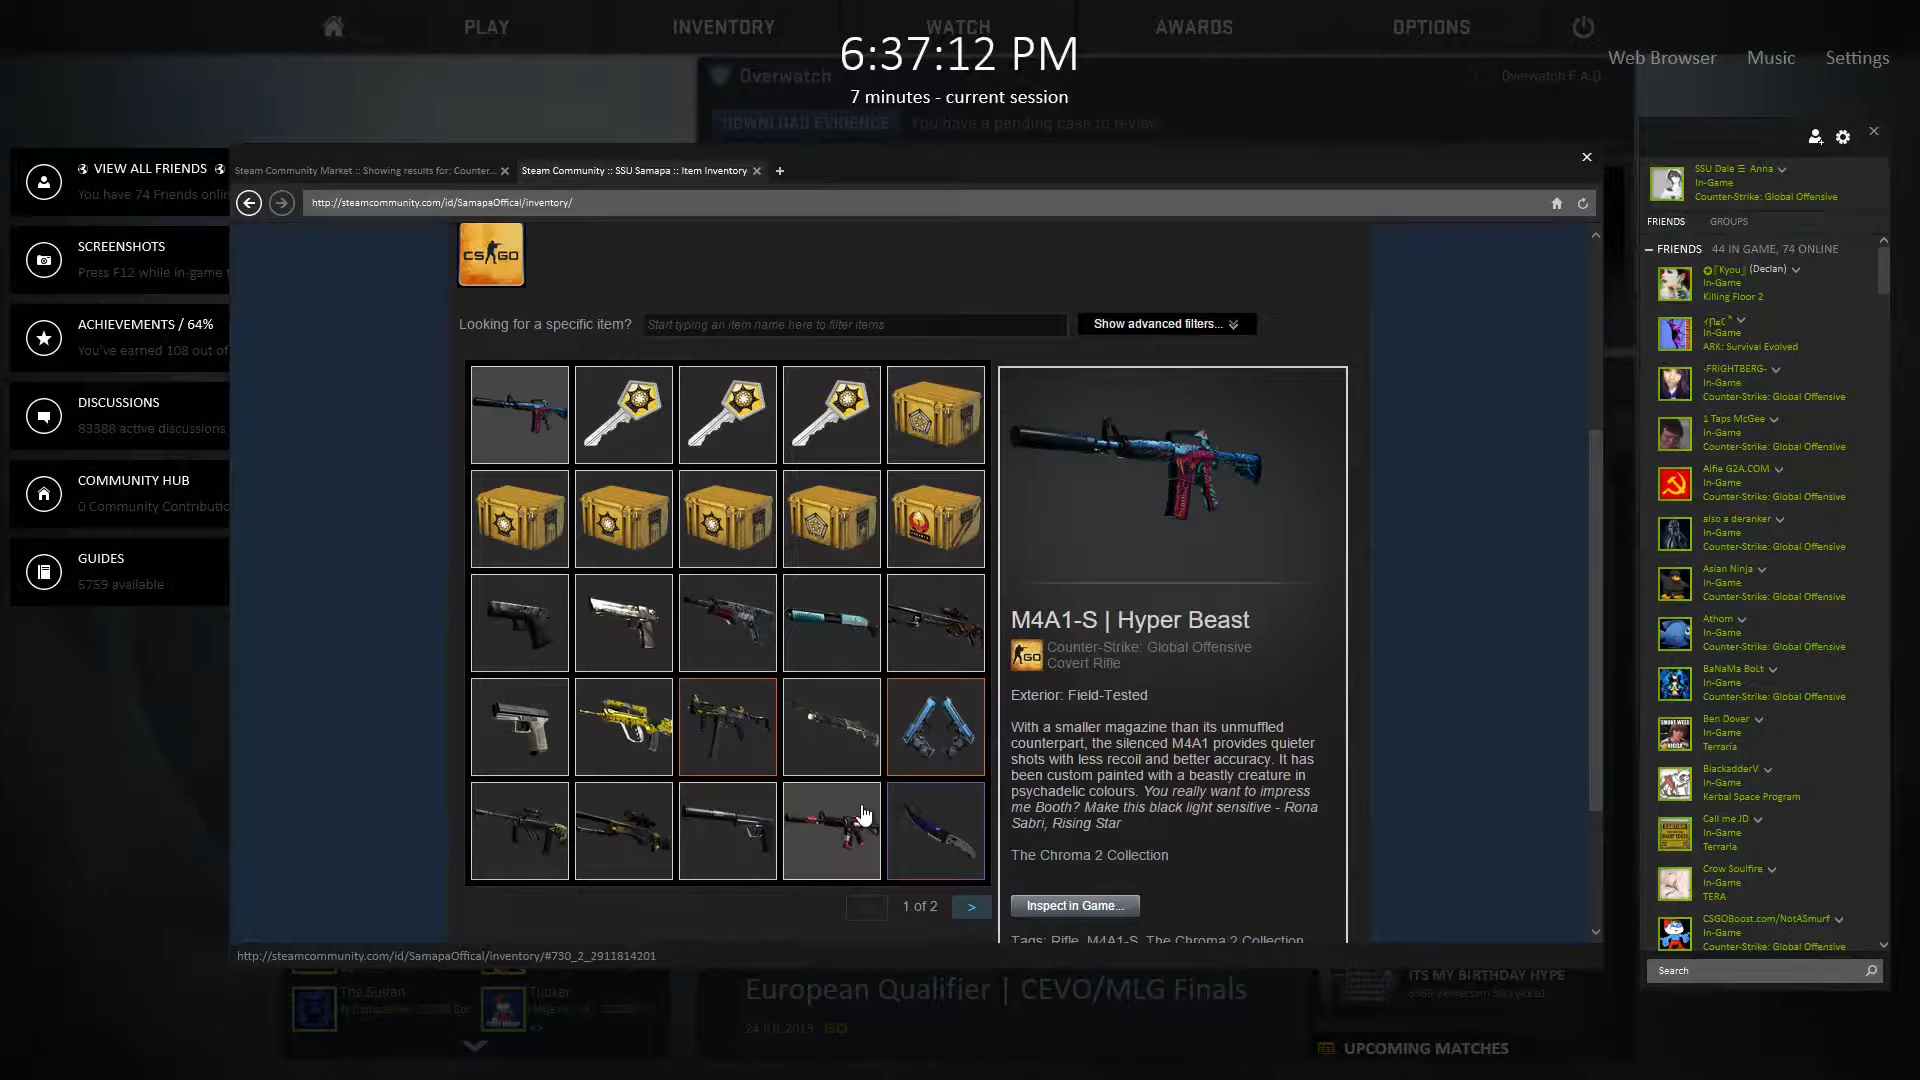 PLAY
INVENTORY
WATCH
AWARDS
OPTIONS
6:37:12 PM
7 minutes - current session
Web Browser
Music
Settings
Overwatch
Overwatch F.A.Q
DOWNLOAD EVIDENCE
You have a pending case to review
VIEW ALL FRIENDS
You have 74 Friends onli
SCREENSHOTS
Press F12 while in-game
ACHIEVEMENTS / 64%
You've earned 108 out of
DISCUSSIONS
83388 active discussions
COMMUNITY HUB
0 Community Contributic
GUIDES
6759 available
Steam Community Market :: Showing results for: Counter...
Steam Community :: SSU Samapa :: Item Inventory
http://steamcommunity.com/id/SamapaOffical/inventory/
CS GO
Looking for a specific item?
Start typing an item name here to filter items
Show advanced filters...
M4A1-S | Hyper Beast
GO
Counter-Strike: Global Offensive
Covert Rifle
Exterior: Field-Tested
With a smaller magazine than its unmuffled
counterpart, the silenced M4A1 provides quieter
shots with less recoil and better accuracy. It has
been custom painted with a beastly creature in
psychadelic colours. You really want to impress
me Booth? Make this black light sensitive - Rona
Sabri, Rising Star
The Chroma 2 Collection
Inspect in Game...
Tags: Rifle, M4A1-S, The Chroma 2 Collection
1 of 2
>
http://steamcommunity.com/id/SamapaOffical/inventory/#730_2_2911814201
SSU Dale ☰ Anna
In-Game
Counter-Strike: Global Offensive
FRIENDS
GROUPS
FRIENDS 44 IN GAME, 74 ONLINE
✪『Kyou』 (Declan)
In-Game
Killing Floor 2
In-Game
ARK: Survival Evolved
-FRIGHTBERG-
In-Game
Counter-Strike: Global Offensive
1 Taps McGee
In-Game
Counter-Strike: Global Offensive
Alfie G2A.COM
In-Game
Counter-Strike: Global Offensive
also a deranker
In-Game
Counter-Strike: Global Offensive
Asian Ninja
In-Game
Counter-Strike: Global Offensive
Athom
In-Game
Counter-Strike: Global Offensive
BaNaMa BoLt
In-Game
Counter-Strike: Global Offensive
Ben Dover
In-Game
Terraria
BlackadderV
In-Game
Kerbal Space Program
Call me JD
In-Game
Terraria
Crow Soulfire
In-Game
TERA
CSGOBoost.com/NotASmurf
In-Game
Counter-Strike: Global Offensive
Search
The Sultan
European Qualifier | CEVO/MLG Finals
24 JUL 2015
ITS MY BIRTHDAY HYPE
UPCOMING MATCHES